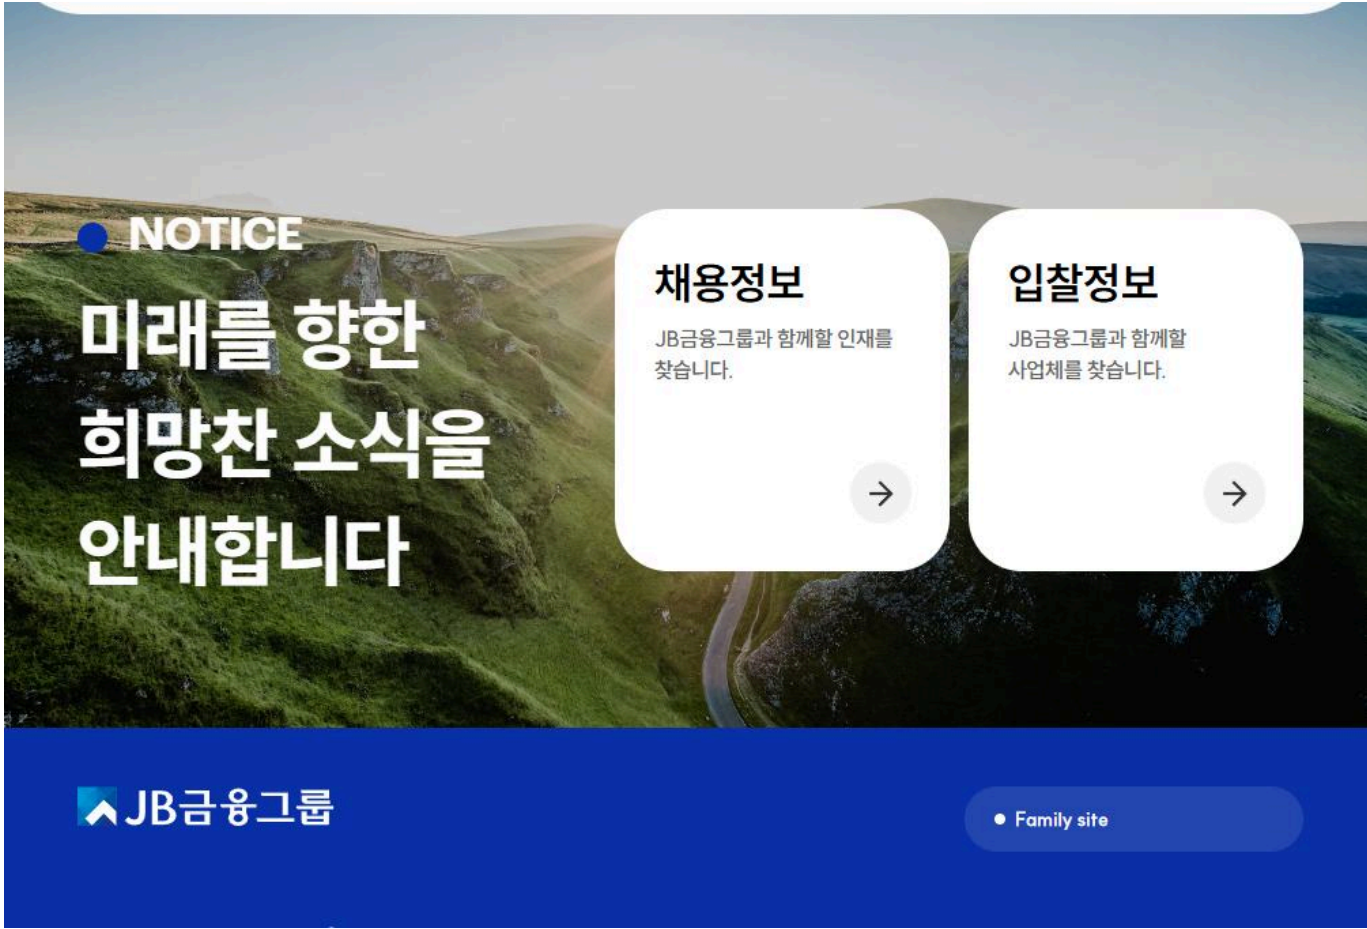 NOTICE
미래를 향한
희망찬 소식을
안내합니다
채용정보
JB금융그룹과 함께할 인재를
찾습니다.
입찰정보
JB금융그룹과 함께할
사업체를 찾습니다.
JB금융그룹
Family site